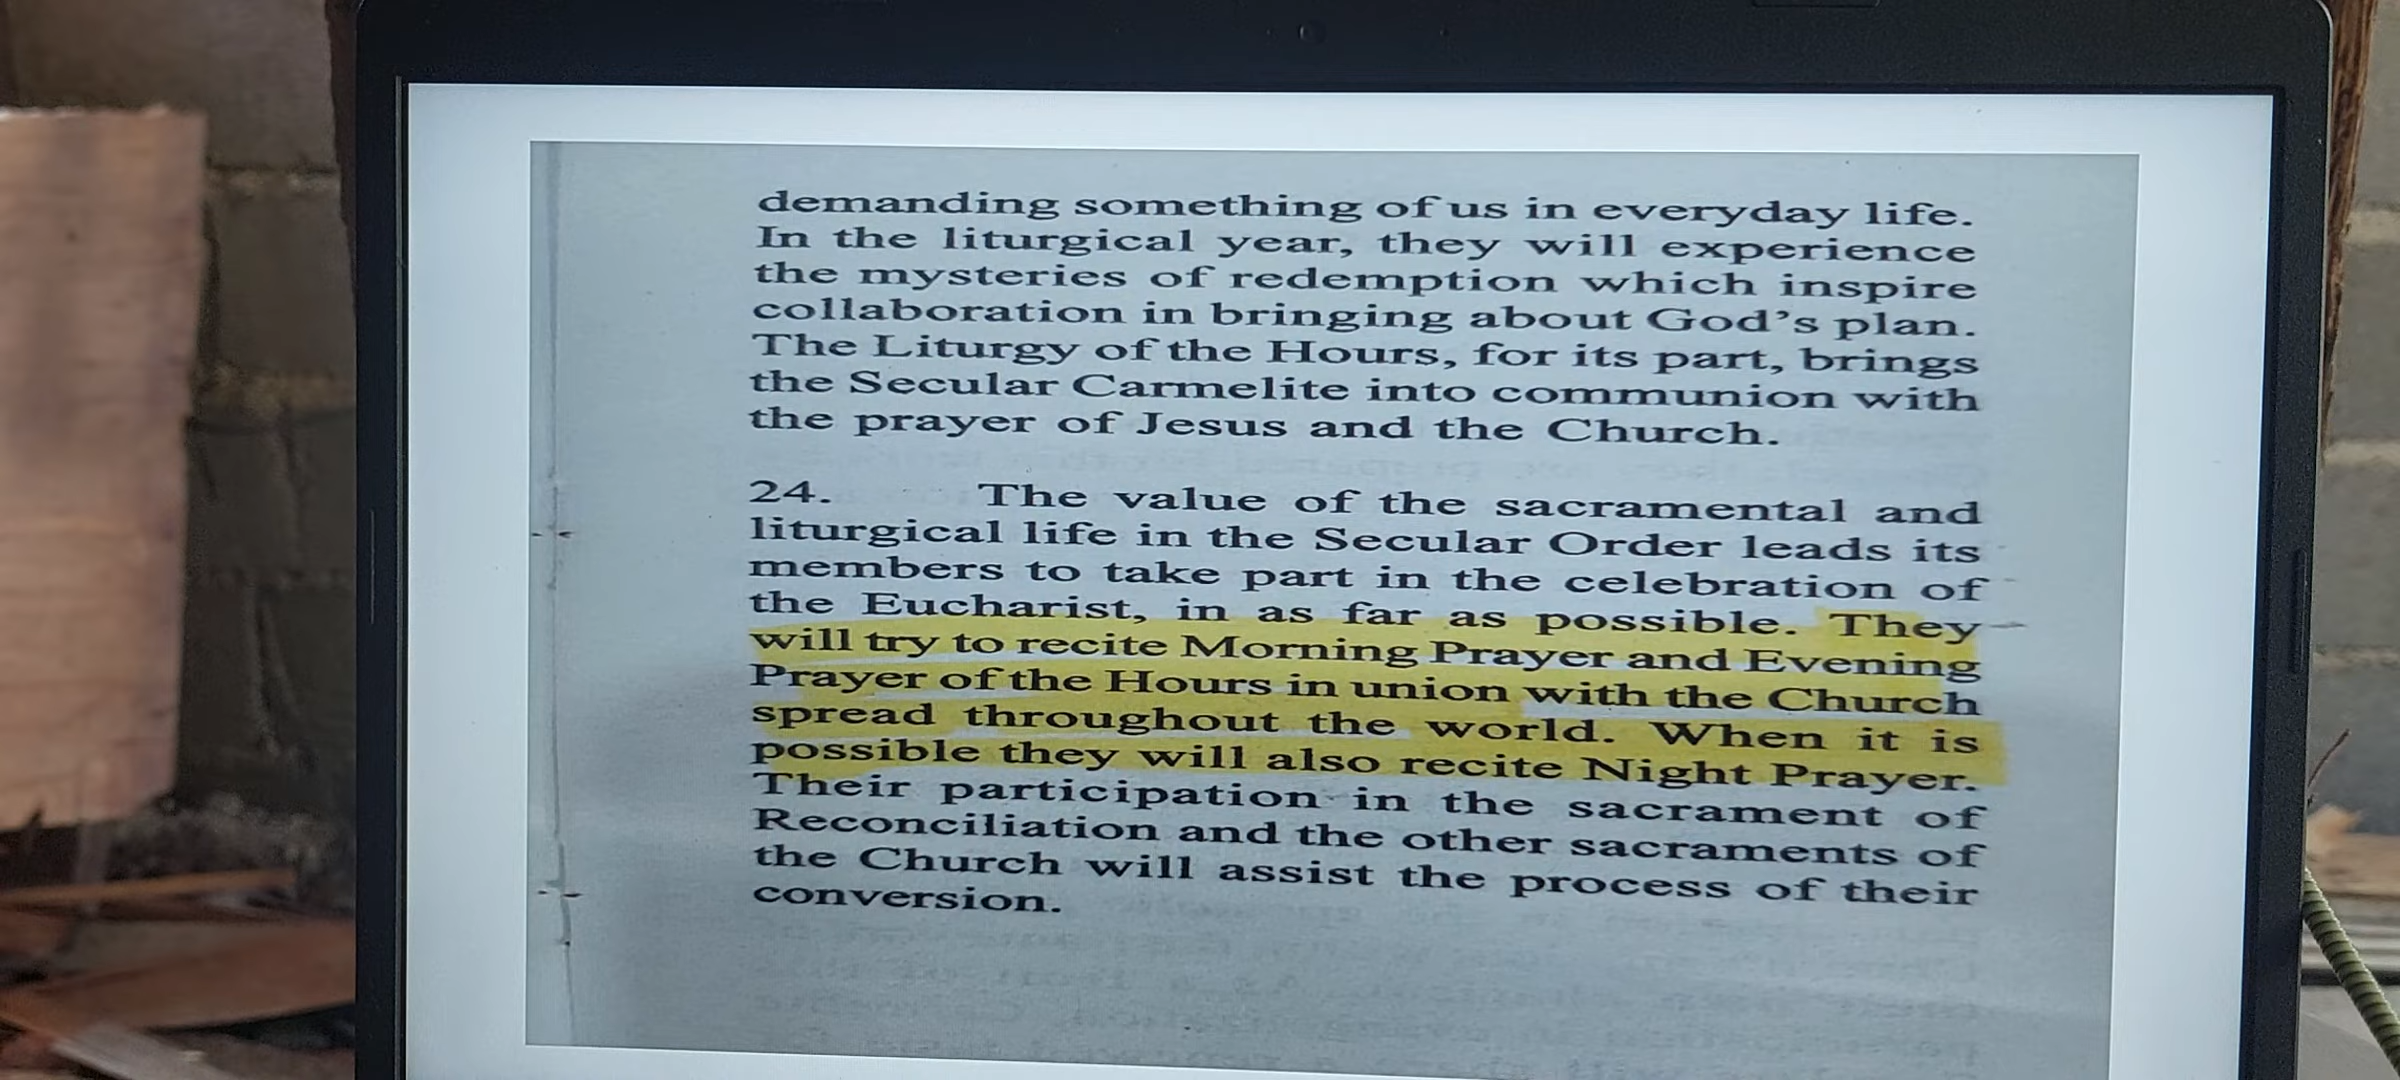 demanding something of us in everyday life.
In the liturgical year, they will experience
the mysteries of redemption which inspire
collaboration in bringing about God's plan.
The Liturgy of the Hours, for its part, brings
the Secular Carmelite into communion with
the prayer of Jesus and the Church.
24. The value of the sacramental and
liturgical life in the Secular Order leads its
members to take part in the celebration of
the Eucharist, in as far as possible. They
will try to recite Morning Prayer and Evening
Prayer of the Hours in union with the Church
spread throughout the world. When it is
possible they will also recite Night Prayer.
Their participation in the sacrament of
Reconciliation and the other sacraments of
the Church will assist the process of their
conversion.